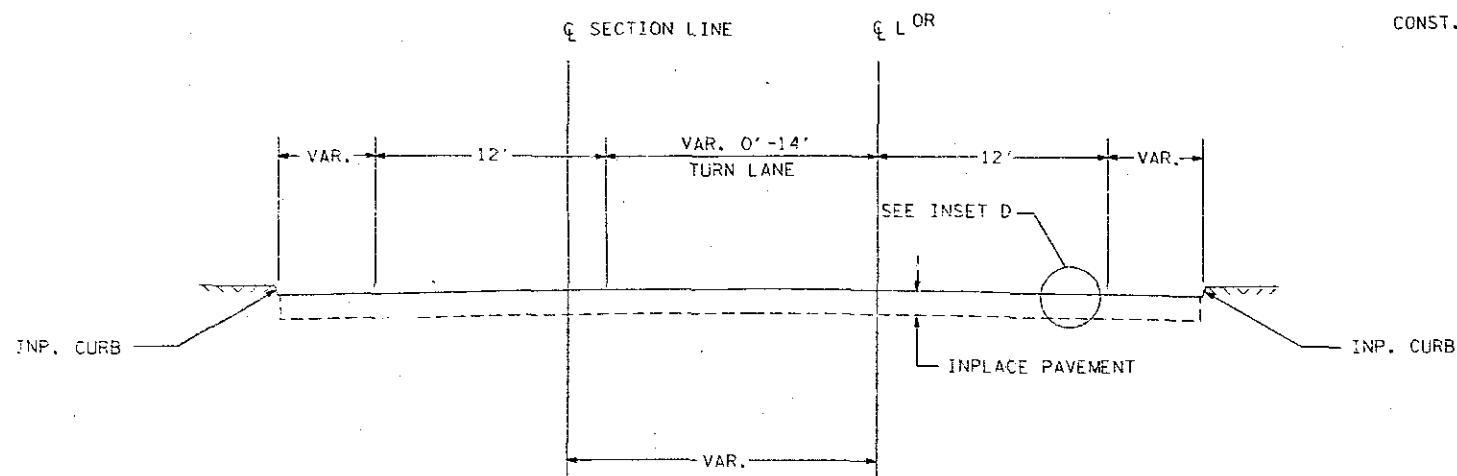 ℄ SECTION LINE
℄ L OR
CONST.
VAR.
12'
VAR. 0'-14'
TURN LANE
12'
VAR.
SEE INSET D
INP. CURB
INP. CURB
INPLACE PAVEMENT
VAR.